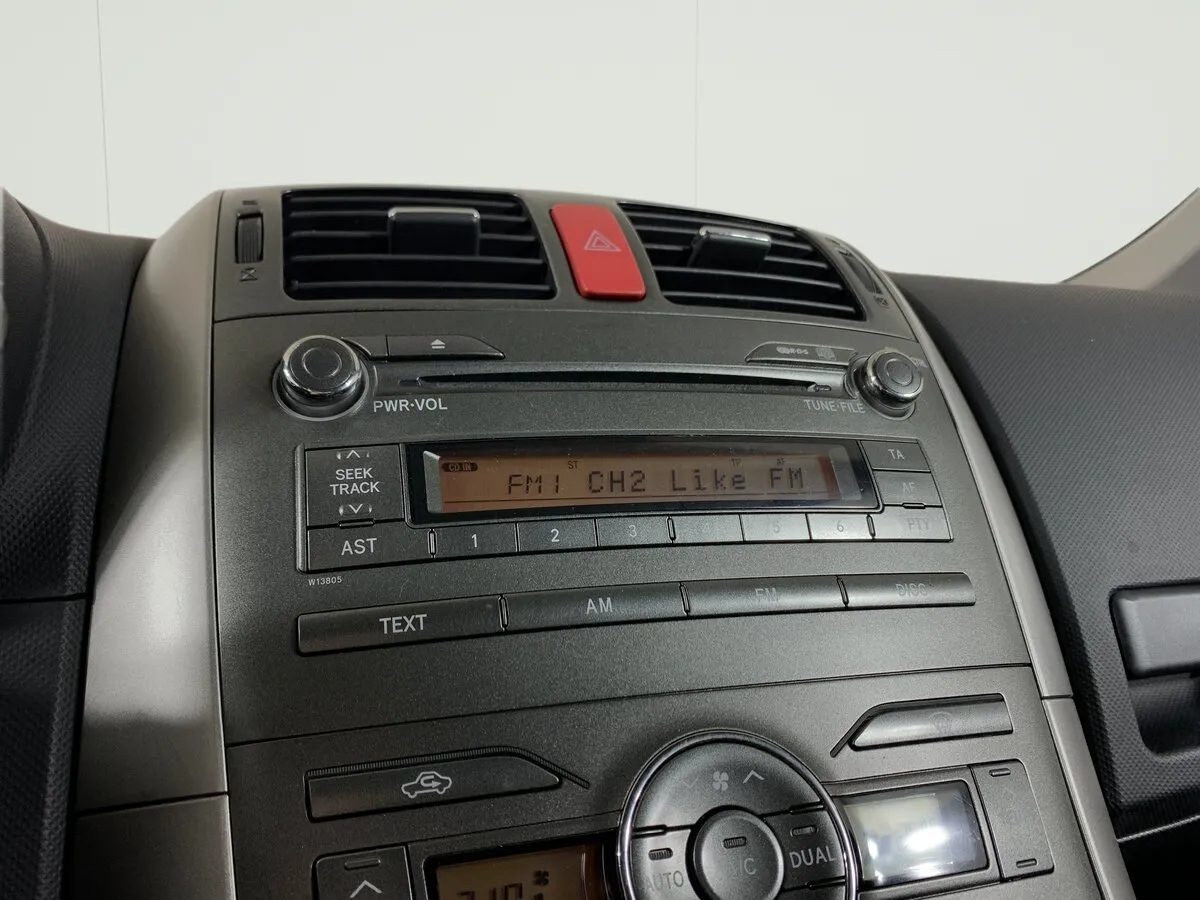 PWR·VOL
TUNE·FILE
SEEK
TRACK
CD IN
ST
TP
FM1 CH2 Like FM
TA
AF
AST
1 2 3 4 5 6
PTY
W13805
TEXT
AM
FM
DISC
AUTO
A/C
DUAL